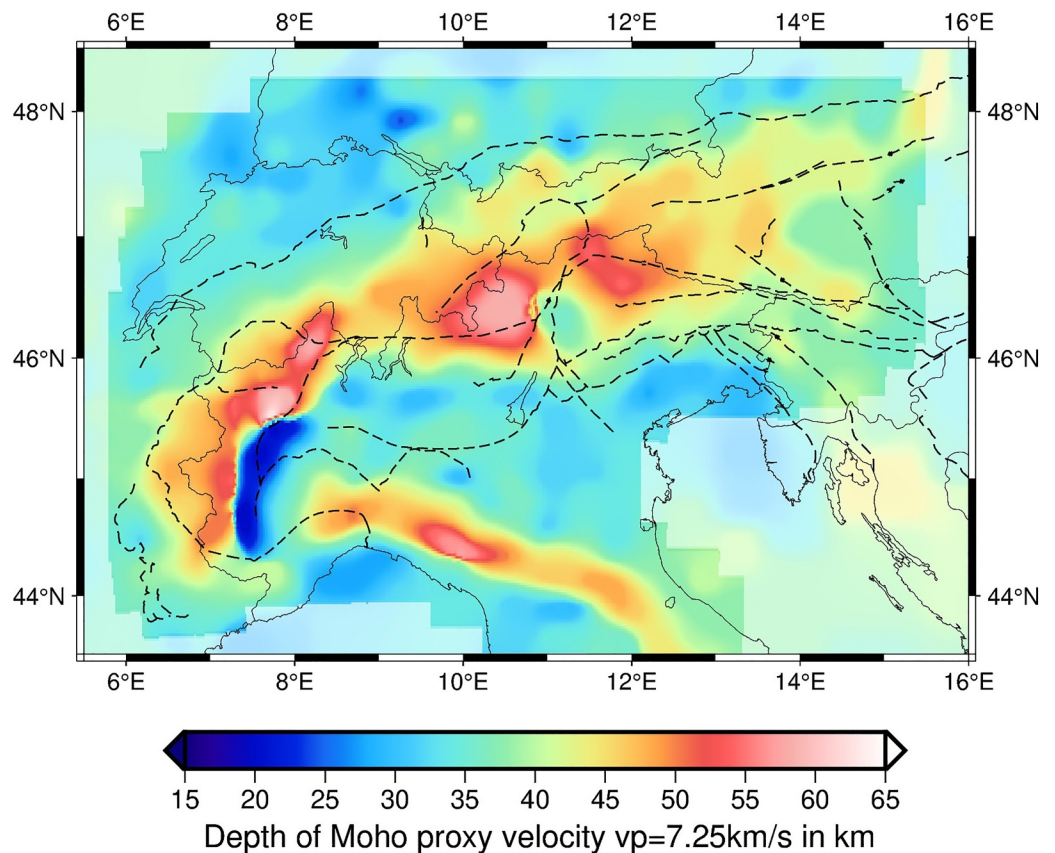 6°E 8°E 10°E 12°E 14°E 16°E
48°N 48°N
46°N 46°N
44°N 44°N
6°E 8°E 10°E 12°E 14°E 16°E
15 20 25 30 35 40 45 50 55 60 65
Depth of Moho proxy velocity vp=7.25km/s in km